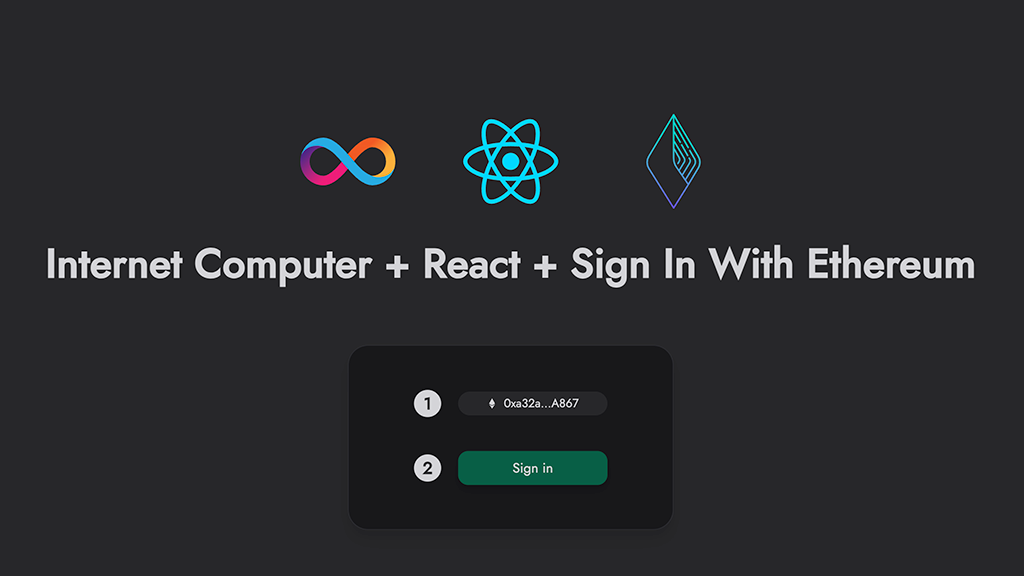 Internet Computer + React + Sign In With Ethereum
1 0xa32a...A867
2 Sign in